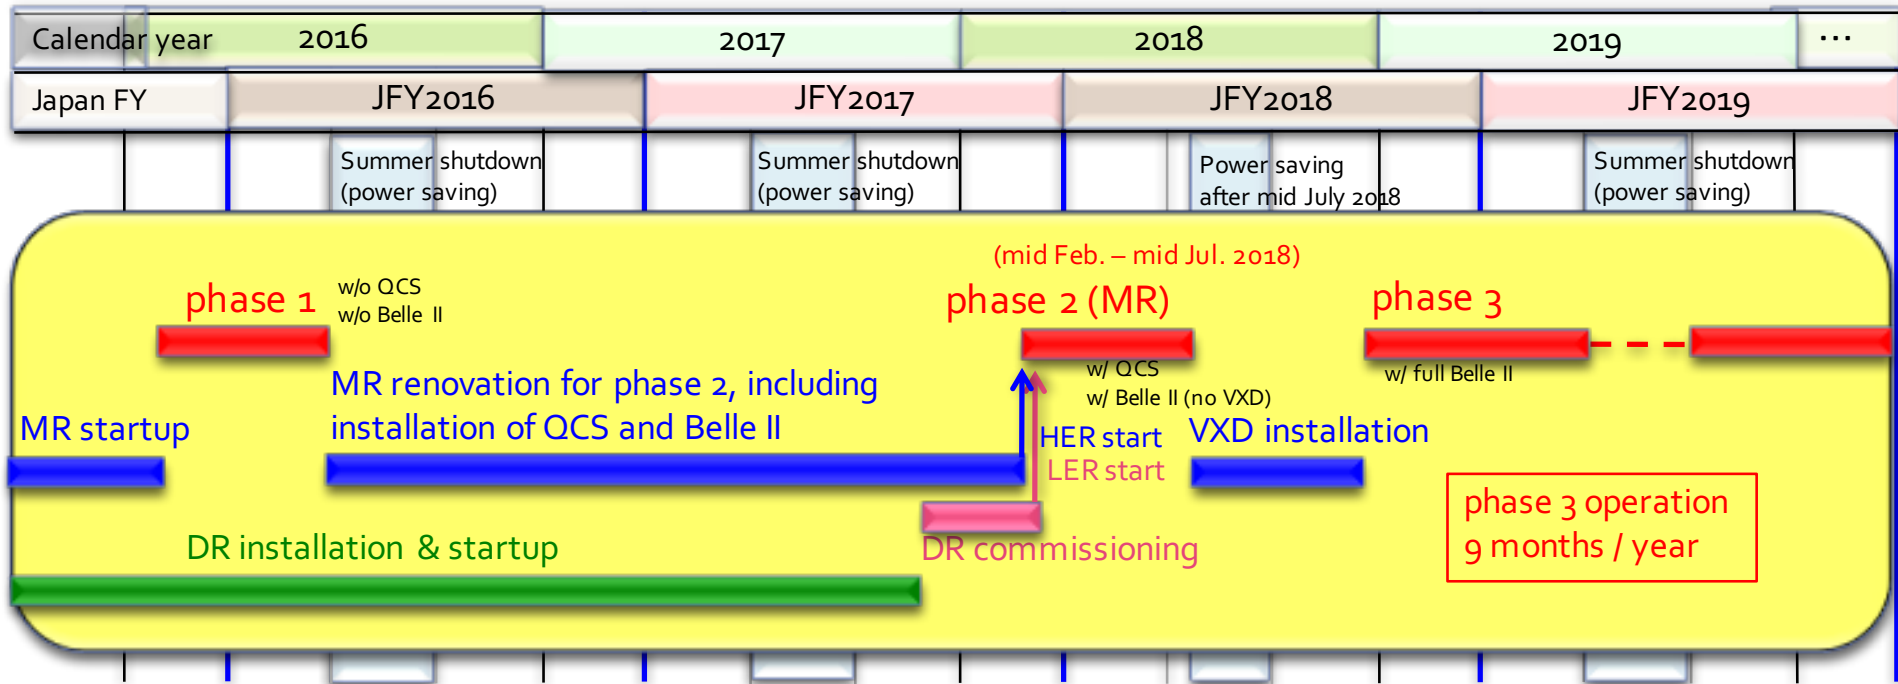 Calendar year 2016 2017 2018 2019 ...
Japan FY JFY2016 JFY2017 JFY2018 JFY2019
Summer shutdown
(power saving)
Summer shutdown
(power saving)
Power saving
after mid July 2018
Summer shutdown
(power saving)
(mid Feb. – mid Jul. 2018)
phase 1
w/o QCS
w/o Belle II
phase 2 (MR)
phase 3
w/ QCS
w/ Belle II (no VXD)
w/ full Belle II
MR renovation for phase 2, including
installation of QCS and Belle II
MR startup
HER start
LER start
VXD installation
phase 3 operation
9 months / year
DR installation & startup
DR commissioning